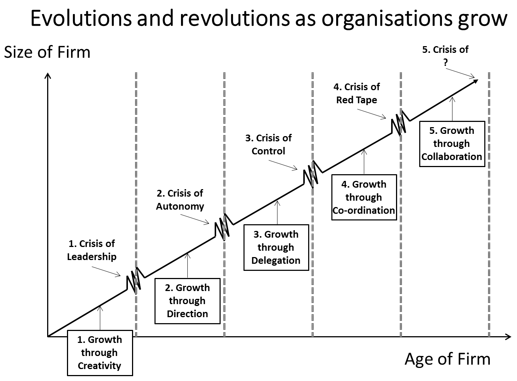 Evolutions and revolutions as organisations grow
Size of Firm
5. Crisis of
?
4. Crisis of
Red Tape
5. Growth
through
Collaboration
3. Crisis of
Control
4. Growth
through
Co-ordination
2. Crisis of
Autonomy
3. Growth
through
Delegation
1. Crisis of
Leadership
2. Growth
through
Direction
1. Growth
through
Creativity
Age of Firm